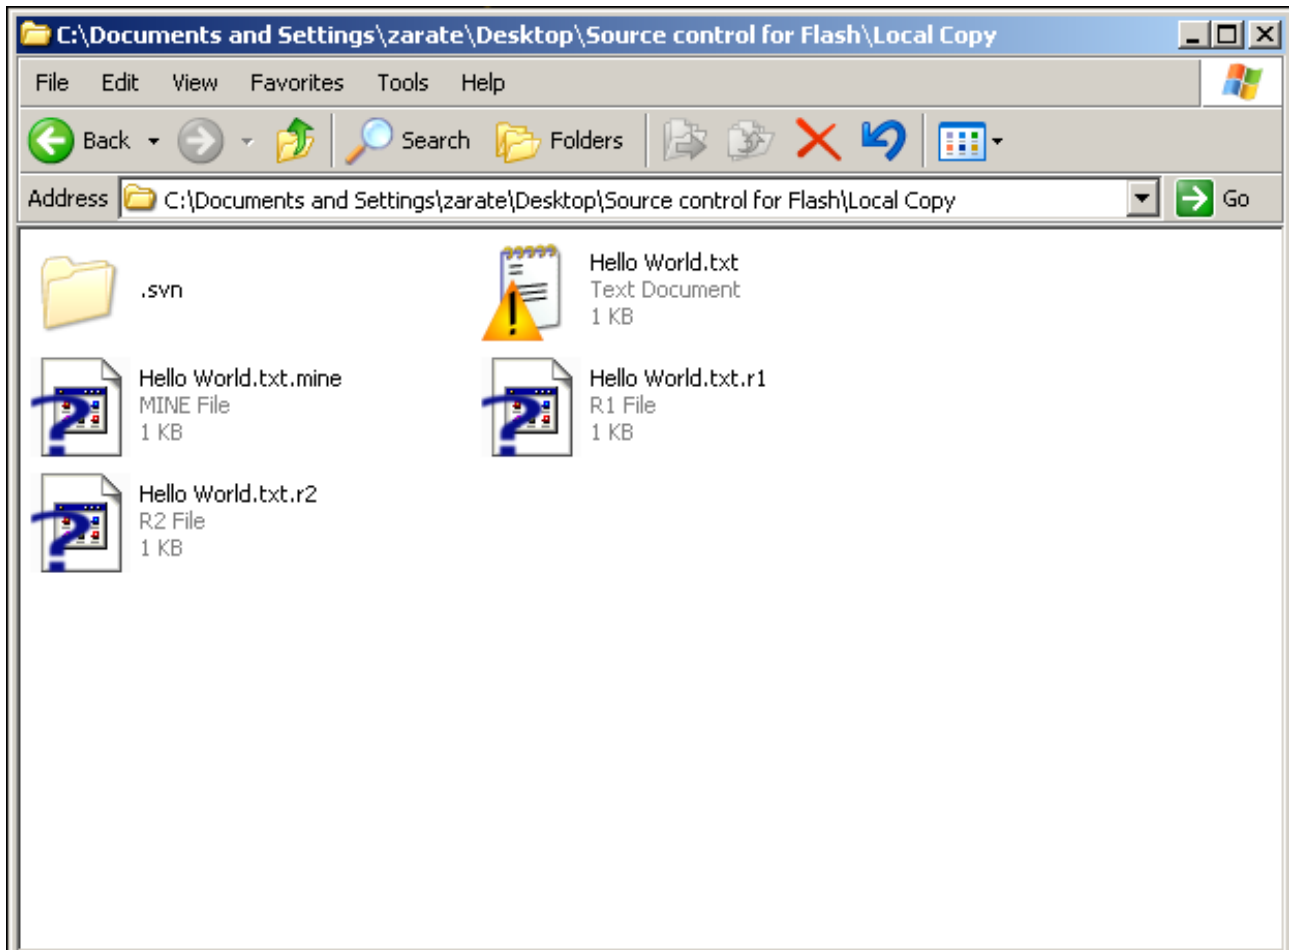 C:\Documents and Settings\zarate\Desktop\Source control for Flash\Local Copy
File Edit View Favorites Tools Help
Back Search Folders
Address C:\Documents and Settings\zarate\Desktop\Source control for Flash\Local Copy Go
.svn
Hello World.txt
Text Document
1 KB
Hello World.txt.mine
MINE File
1 KB
Hello World.txt.r1
R1 File
1 KB
Hello World.txt.r2
R2 File
1 KB